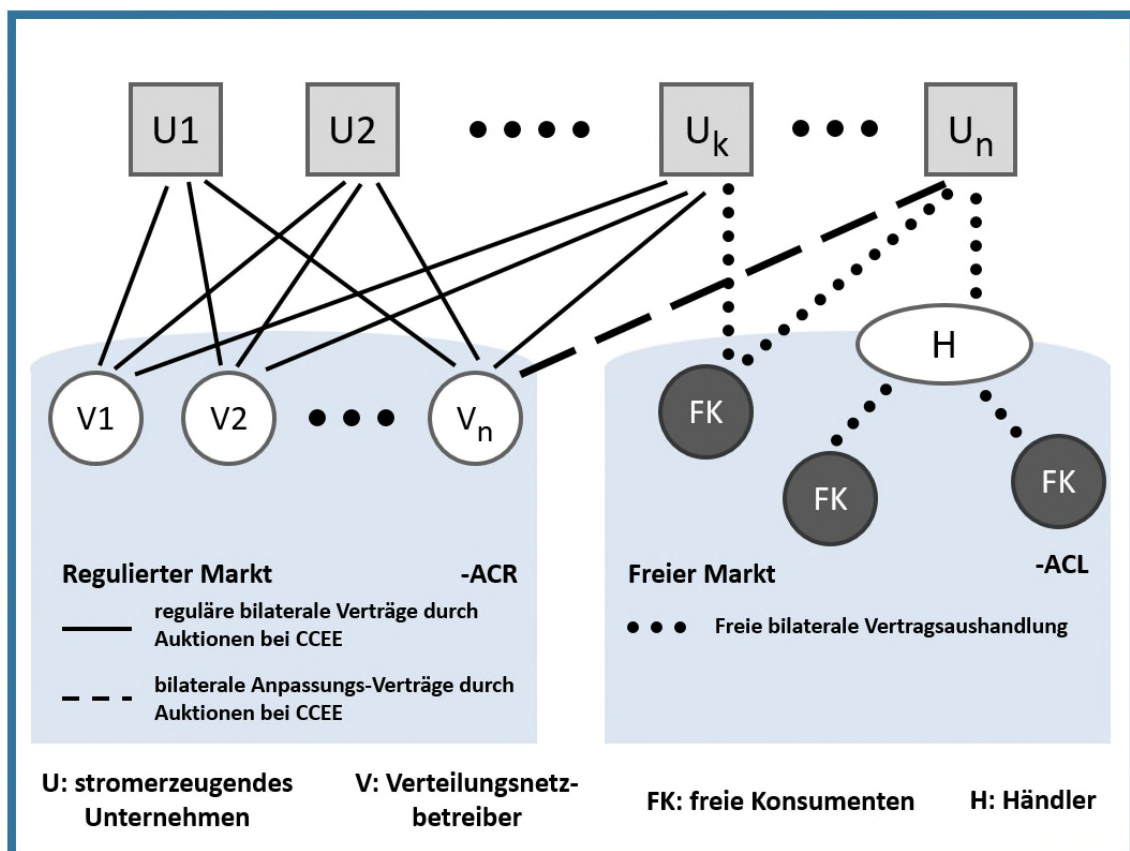 U1
U2
Uk
Un
H
V1
V2
Vn
FK
FK
FK
Regulierter Markt -ACR
reguläre bilaterale Verträge durch
Auktionen bei CCEE
bilaterale Anpassungs-Verträge durch
Auktionen bei CCEE
Freier Markt -ACL
Freie bilaterale Vertragsaushandlung
U: stromerzeugendes
Unternehmen
V: Verteilungsnetz-
betreiber
FK: freie Konsumenten
H: Händler